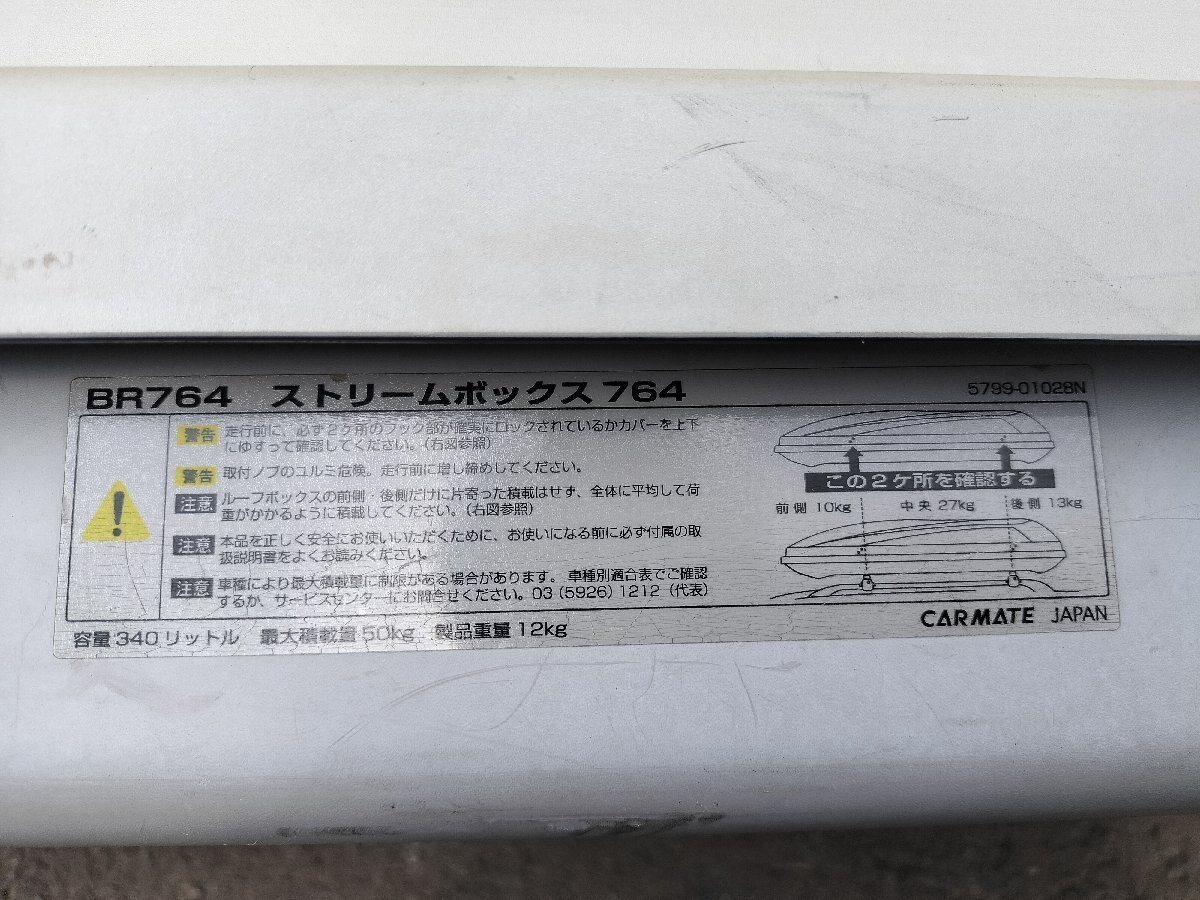 BR764 ストリームボックス 764 5799-01028N
警告 走行前に、必ず2ケ所のフック部が確実にロックされているかカバーを上下
にゆすって確認してください。(右図参照)
警告 取付ノブのユルミ危険。走行前に増し締めしてください。
注意 ルーフボックスの前側・後側だけに片寄った積載はせず、全体に平均して荷
重がかかるように積載してください。(右図参照)
注意 本品を正しく安全にお使いいただくために、お使いになる前に必ず付属の取
扱説明書をよくお読みください。
注意 車種により最大積載量に制限がある場合があります。車種別適合表でご確認
するか、サービスセンターにお問合せください。03(5926)1212(代表)
この2ケ所を確認する
前側 10kg 中央 27kg 後側 13kg
CARMATE JAPAN
容量 340 リットル 最大積載量 50kg 製品重量 12kg